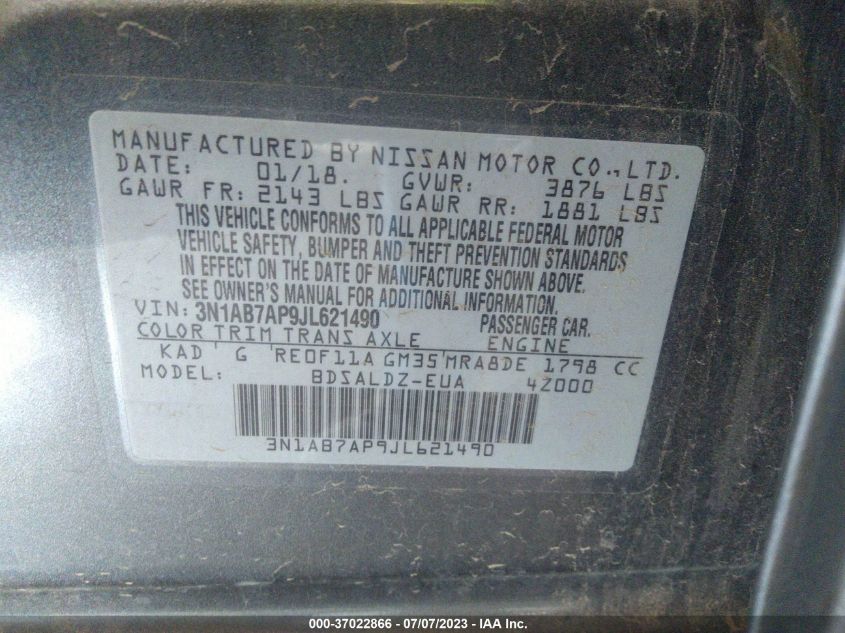 MANUFACTURED BY NISSAN MOTOR CO., LTD.
DATE: 01/18. GVWR: 3876 LBS
GAWR FR: 2143 LBS GAWR RR: 1881 LBS
THIS VEHICLE CONFORMS TO ALL APPLICABLE FEDERAL MOTOR
VEHICLE SAFETY, BUMPER AND THEFT PREVENTION STANDARDS
IN EFFECT ON THE DATE OF MANUFACTURE SHOWN ABOVE.
SEE OWNER'S MANUAL FOR ADDITIONAL INFORMATION.
VIN: 3N1AB7AP9JL621490 PASSENGER CAR.
COLOR TRIM TRANS AXLE ENGINE
KAD G RE0F11A GM35 MRA8DE 1798 CC
MODEL: BDSALDZ-EUA 4Z000
3N1AB7AP9JL621490
000-37022866 - 07/07/2023 - IAA Inc.